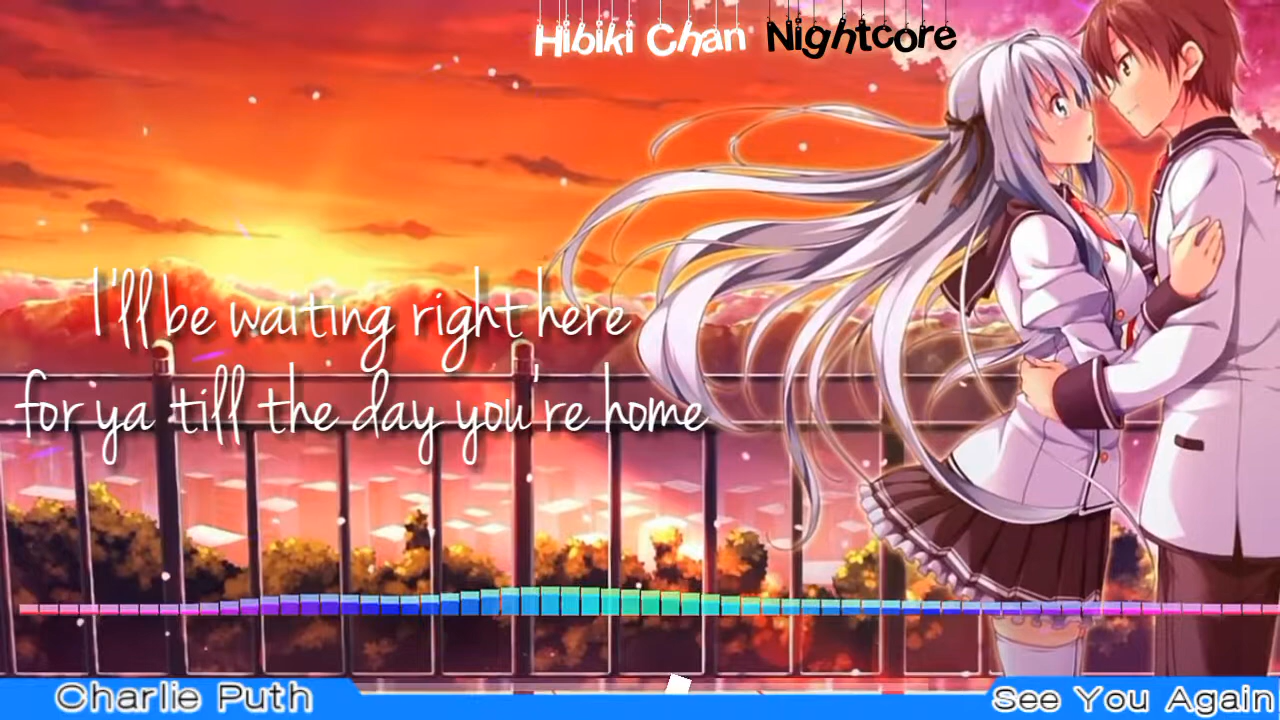 Hibiki Chan Nightcore
I'll be waiting right here
for ya till the day you're home
Charlie Puth
See You Again